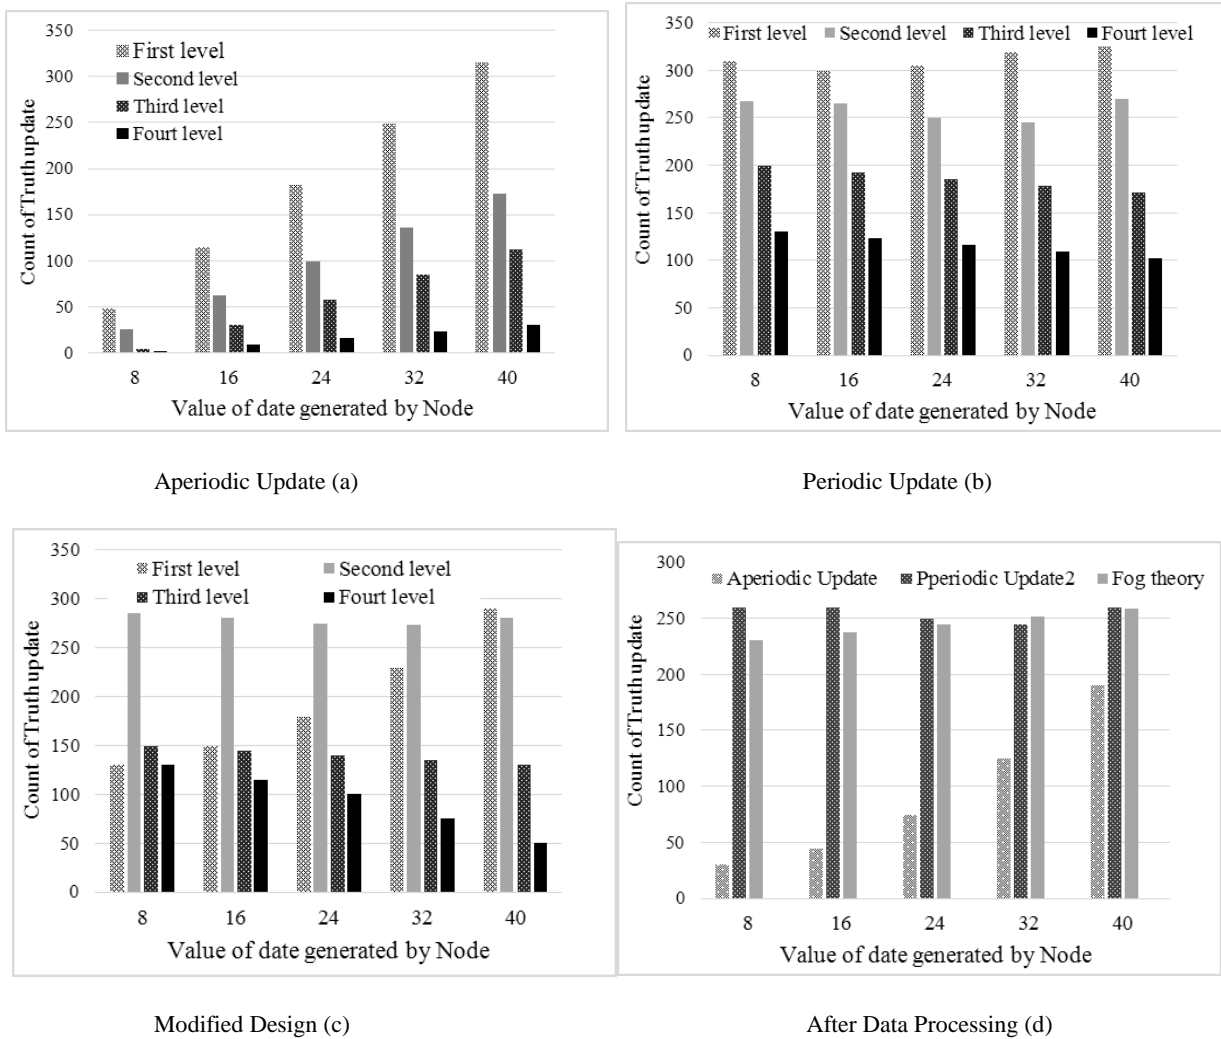 350
300
250
200
150
100
50
0
Count of Truth update
First level
Second level
Third level
Fourt level
8 16 24 32 40
Value of date generated by Node
Aperiodic Update (a)
350
300
250
200
150
100
50
0
Count of Truth update
First level Second level Third level Fourt level
8 16 24 32 40
Value of date generated by Node
Periodic Update (b)
350
300
250
200
150
100
50
0
Count of Truth update
First level Second level
Third level Fourt level
8 16 24 32 40
Value of date generated by Node
Modified Design (c)
300
250
200
150
100
50
0
Count of Truth update
Aperiodic Update Pperiodic Update2 Fog theory
8 16 24 32 40
Value of date generated by Node
After Data Processing (d)